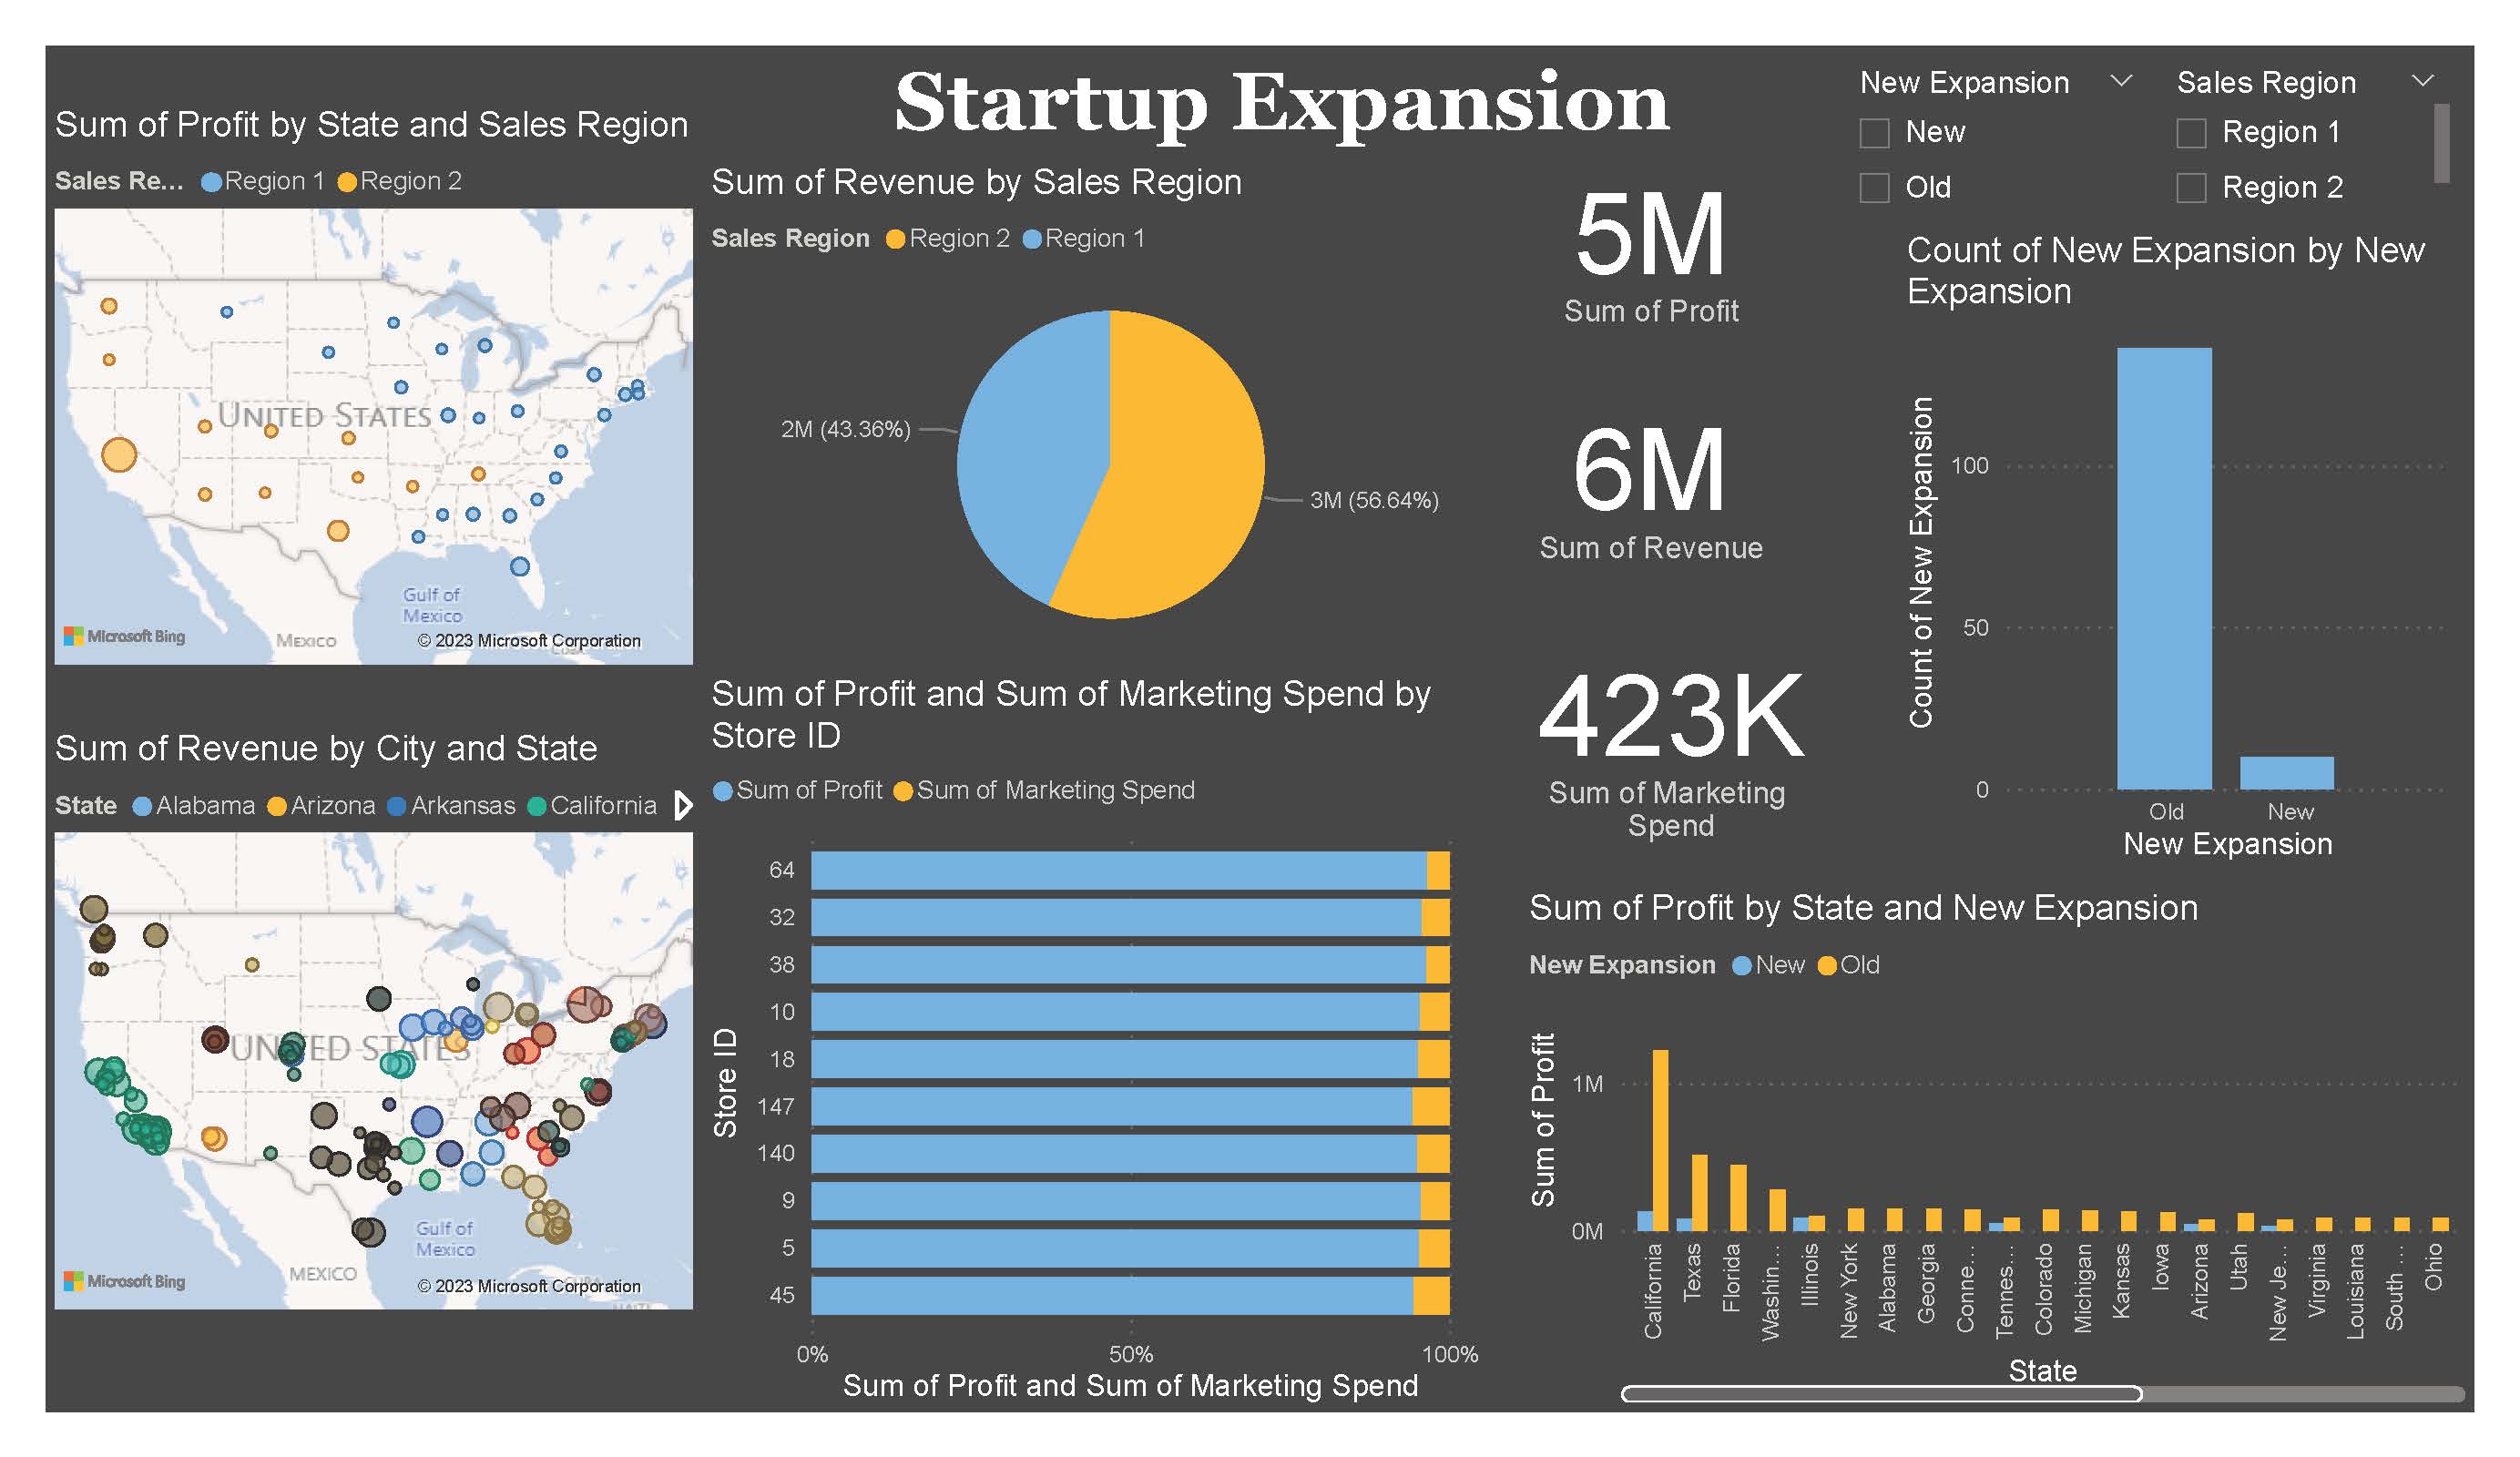 Startup Expansion
Sum of Profit by State and Sales Region
Sales Re... Region 1 Region 2
UNITED STATES
Gulf of
Mexico
MEXICO
Microsoft Bing
© 2023 Microsoft Corporation
Sum of Revenue by City and State
State Alabama Arizona Arkansas California
UNITED STATES
Gulf of
Mexico
MEXICO
Microsoft Bing
© 2023 Microsoft Corporation
Sum of Revenue by Sales Region
Sales Region Region 2 Region 1
2M (43.36%)
3M (56.64%)
Sum of Profit and Sum of Marketing Spend by
Store ID
Sum of Profit Sum of Marketing Spend
Store ID
64
32
38
10
18
147
140
9
5
45
0% 50% 100%
Sum of Profit and Sum of Marketing Spend
5M
Sum of Profit
6M
Sum of Revenue
423K
Sum of Marketing
Spend
New Expansion
New
Old
Sales Region
Region 1
Region 2
Count of New Expansion by New
Expansion
Count of New Expansion
100
50
0
Old New
New Expansion
Sum of Profit by State and New Expansion
New Expansion New Old
Sum of Profit
1M
0M
California
Texas
Florida
Washin...
Illinois
New York
Alabama
Georgia
Conne...
Tennes...
Colorado
Michigan
Kansas
Iowa
Arizona
Utah
New Je...
Virginia
Louisiana
South ...
Ohio
State